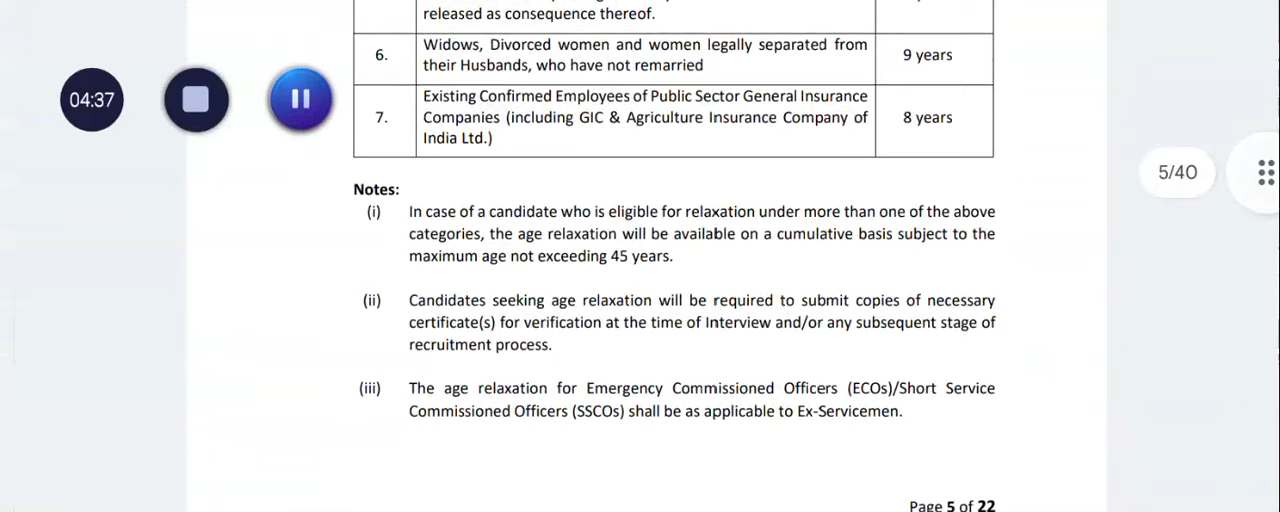 released as consequence thereof.
6.
Widows, Divorced women and women legally separated from
their Husbands, who have not remarried
9 years
04:37
7.
Existing Confirmed Employees of Public Sector General Insurance
Companies (including GIC & Agriculture Insurance Company of
India Ltd.)
8 years
5/40
Notes:
(i) In case of a candidate who is eligible for relaxation under more than one of the above
categories, the age relaxation will be available on a cumulative basis subject to the
maximum age not exceeding 45 years.
(ii) Candidates seeking age relaxation will be required to submit copies of necessary
certificate(s) for verification at the time of Interview and/or any subsequent stage of
recruitment process.
(iii) The age relaxation for Emergency Commissioned Officers (ECOs)/Short Service
Commissioned Officers (SSCOs) shall be as applicable to Ex-Servicemen.
Page 5 of 22